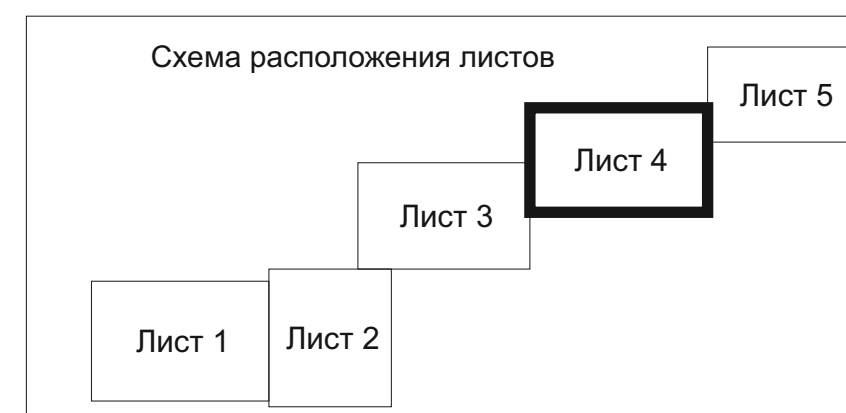 Схема расположения листов
Лист 5
Лист 4
Лист 3
Лист 1
Лист 2